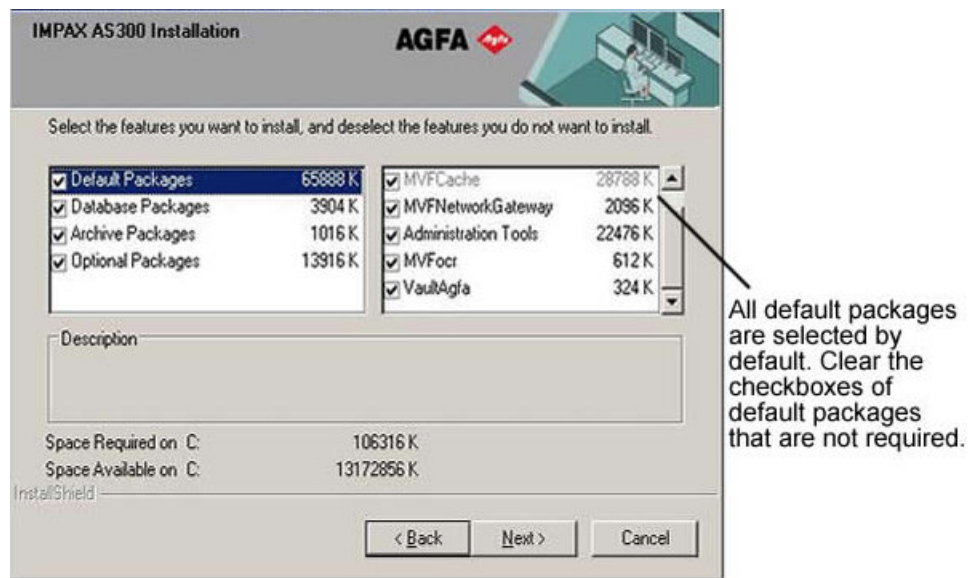 IMPAX AS300 Installation
AGFA
Agfa
Select the features you want to install, and deselect the features you do not want to install.
Default Packages 65888 K
Database Packages 3904 K
Archive Packages 1016 K
Optional Packages 13916 K
MVFCache 28788 K
MVFNetworkGateway 2096 K
Administration Tools 22476 K
MVFocr 612 K
VaultAgfa 324 K
Description
Space Required on C: 106316 K
Space Available on C: 13172856 K
InstallShield
< Back
Next >
Cancel
All default packages
are selected by
default. Clear the
checkboxes of
default packages
that are not required.